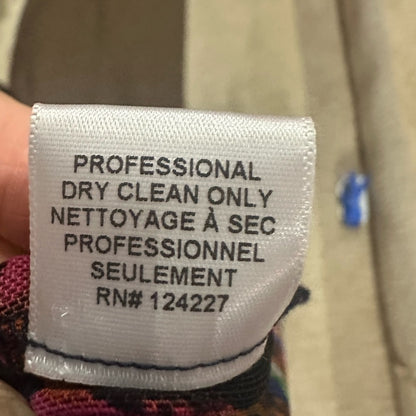 PROFESSIONAL
DRY CLEAN ONLY
NETTOYAGE À SEC
PROFESSIONNEL
SEULEMENT
RN# 124227